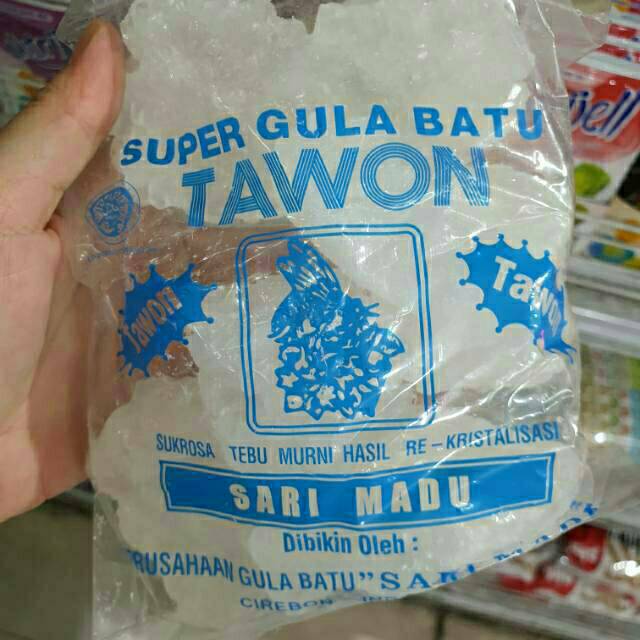 SUPER GULA BATU
TAWON
Tawon
Tawon
SUKROSA TEBU MURNI HASIL RE-KRISTALISASI
SARI MADU
Dibikin Oleh :
RUSAHAAN GULA BATU "SARI
CIREBON